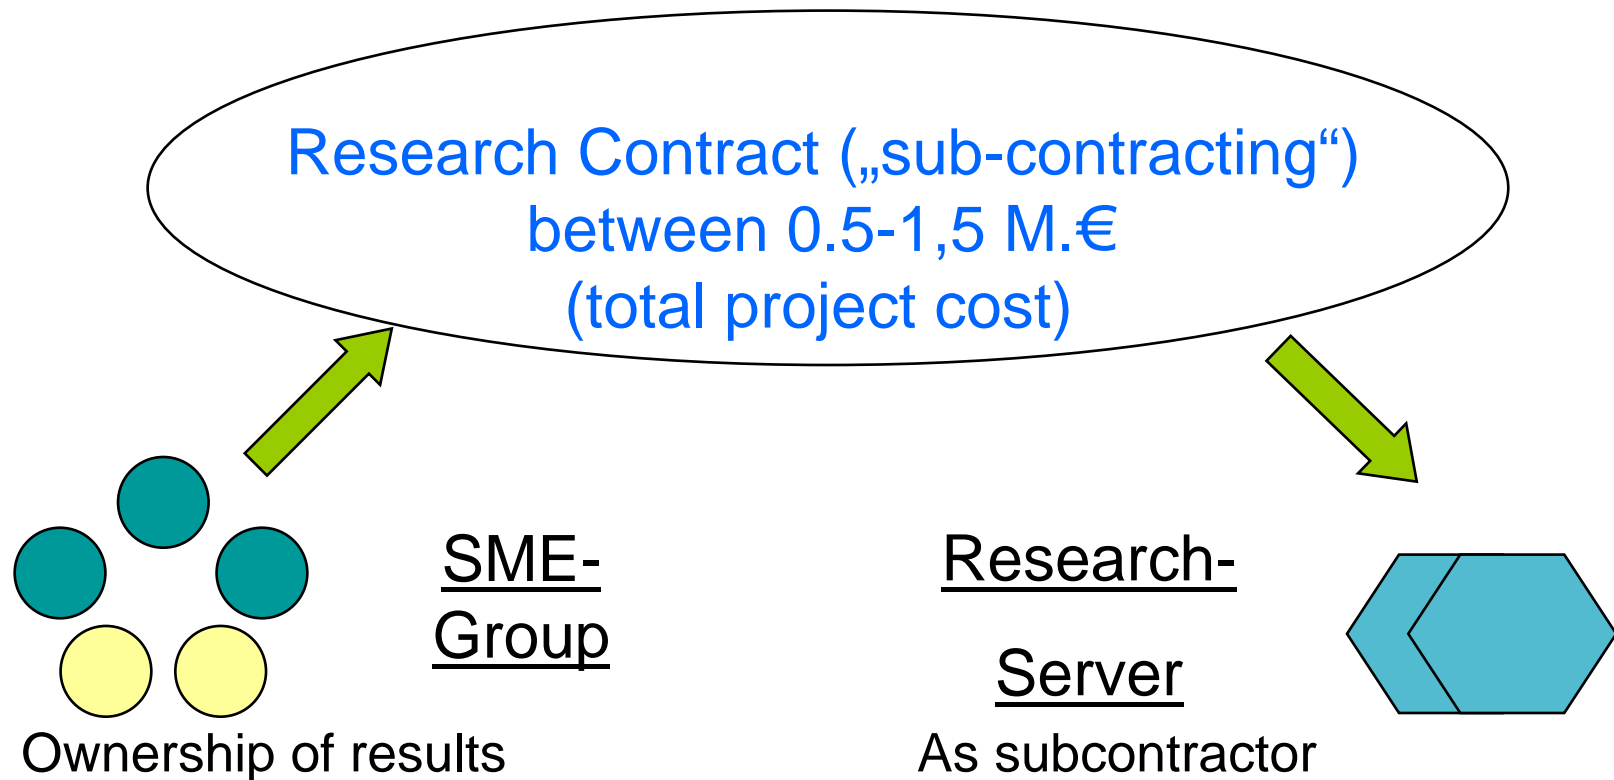 Research Contract („sub-contracting“)
between 0.5-1,5 M.€
(total project cost)
SME-
Group
Ownership of results
Research-
Server
As subcontractor